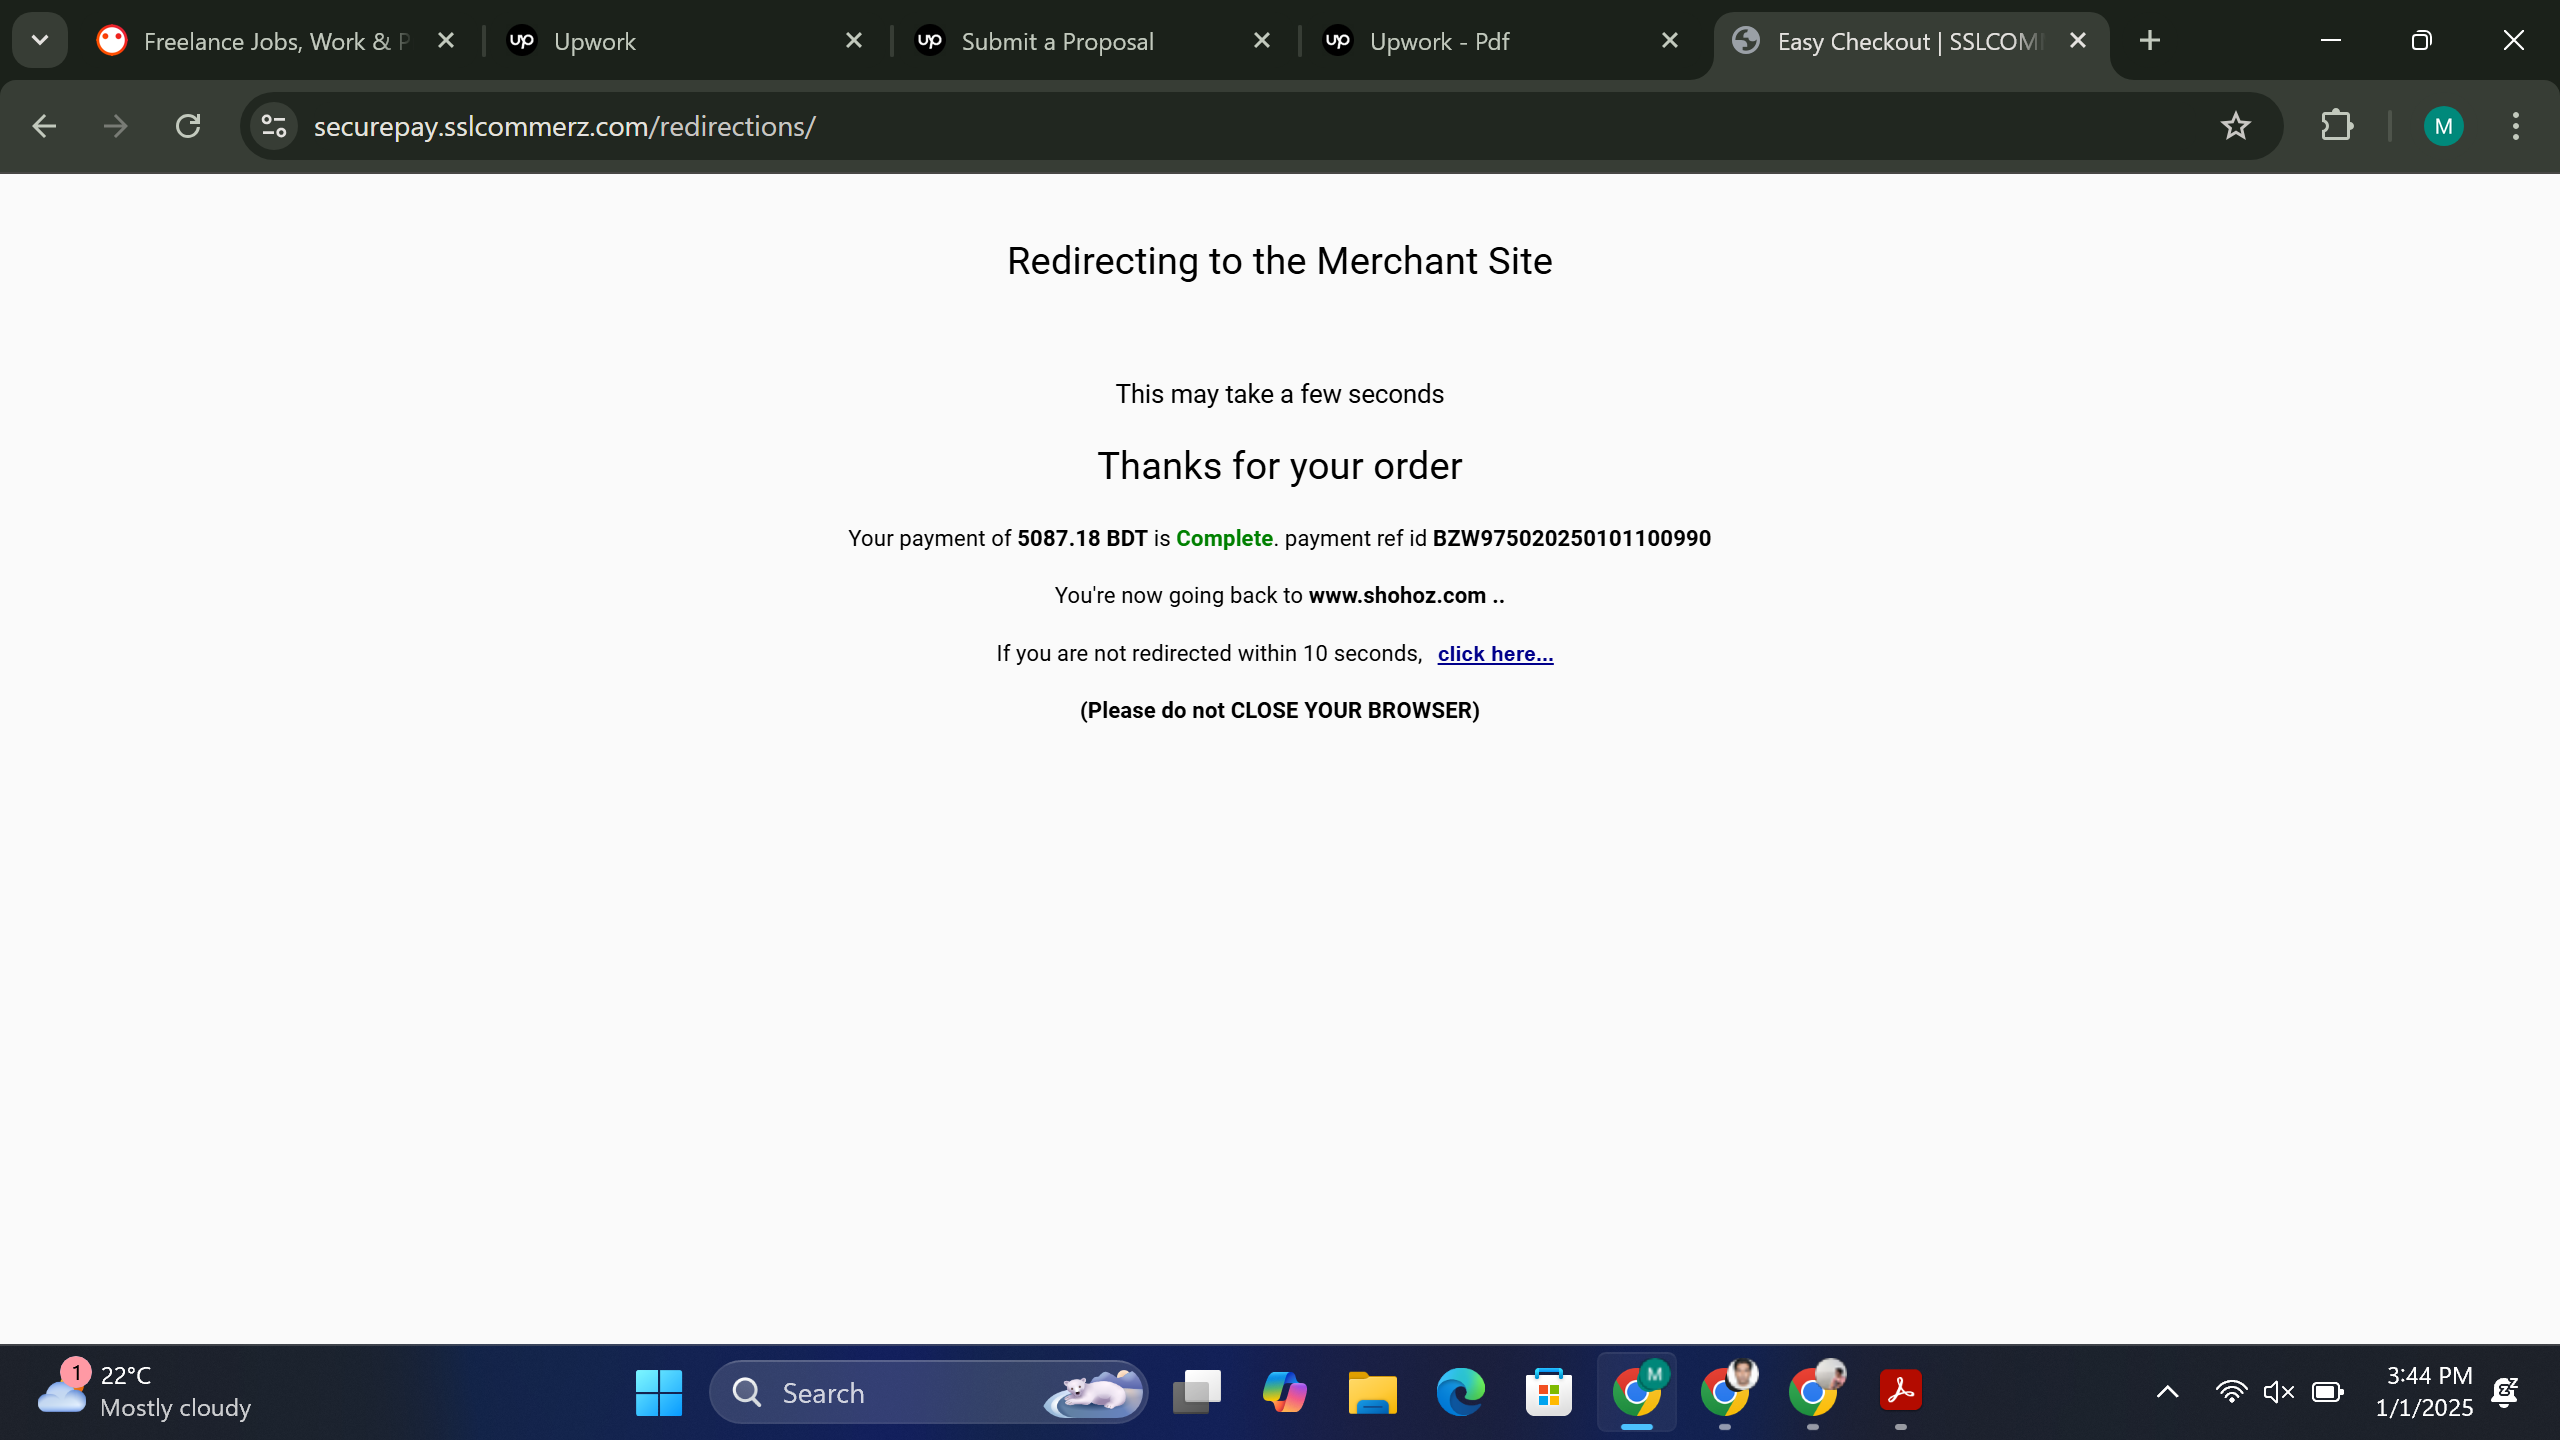 Freelance Jobs, Work & P
Upwork
Submit a Proposal
Upwork - Pdf
Easy Checkout | SSLCOM
securepay.sslcommerz.com/redirections/
M
Redirecting to the Merchant Site
This may take a few seconds
Thanks for your order
Your payment of 5087.18 BDT is Complete. payment ref id BZW975020250101100990
You're now going back to www.shohoz.com ..
If you are not redirected within 10 seconds, click here...
(Please do not CLOSE YOUR BROWSER)
1
22°C
Mostly cloudy
Search
M
3:44 PM
1/1/2025